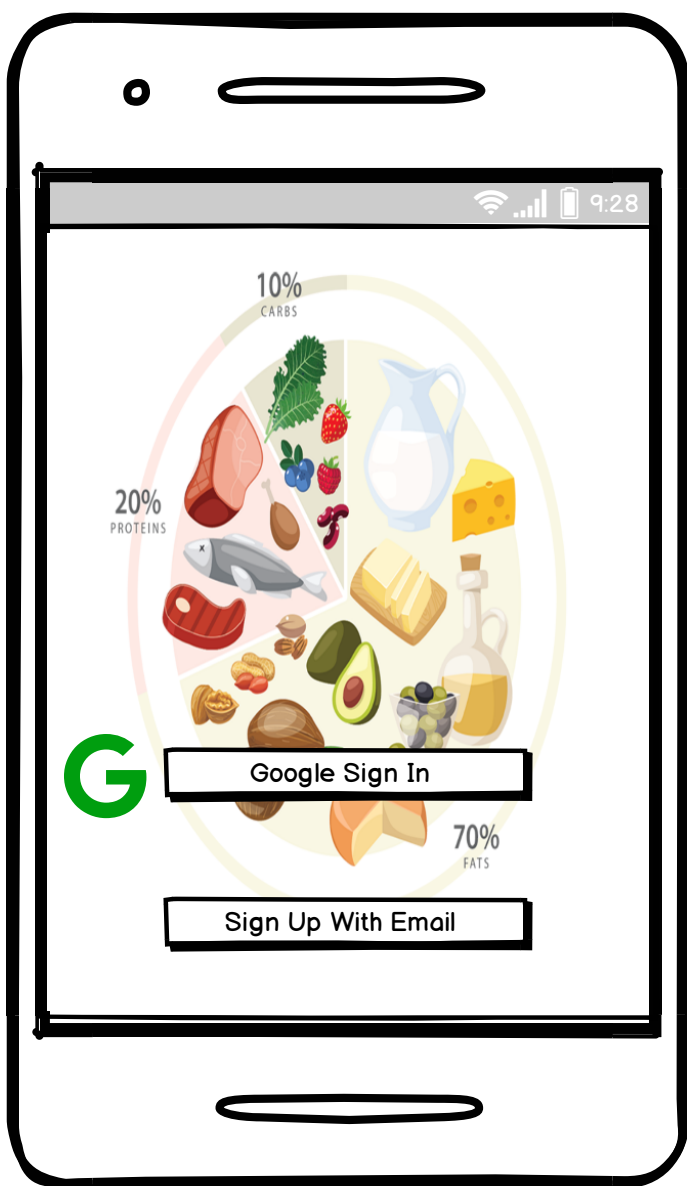 9:28
10%
CARBS
20%
PROTEINS
G
Google Sign In
70%
FATS
Sign Up With Email